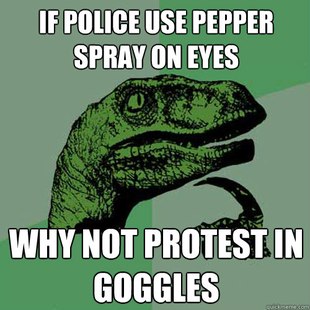 IF POLICE USE PEPPER
SPRAY ON EYES
WHY NOT PROTEST IN
GOGGLES
quickmeme.com